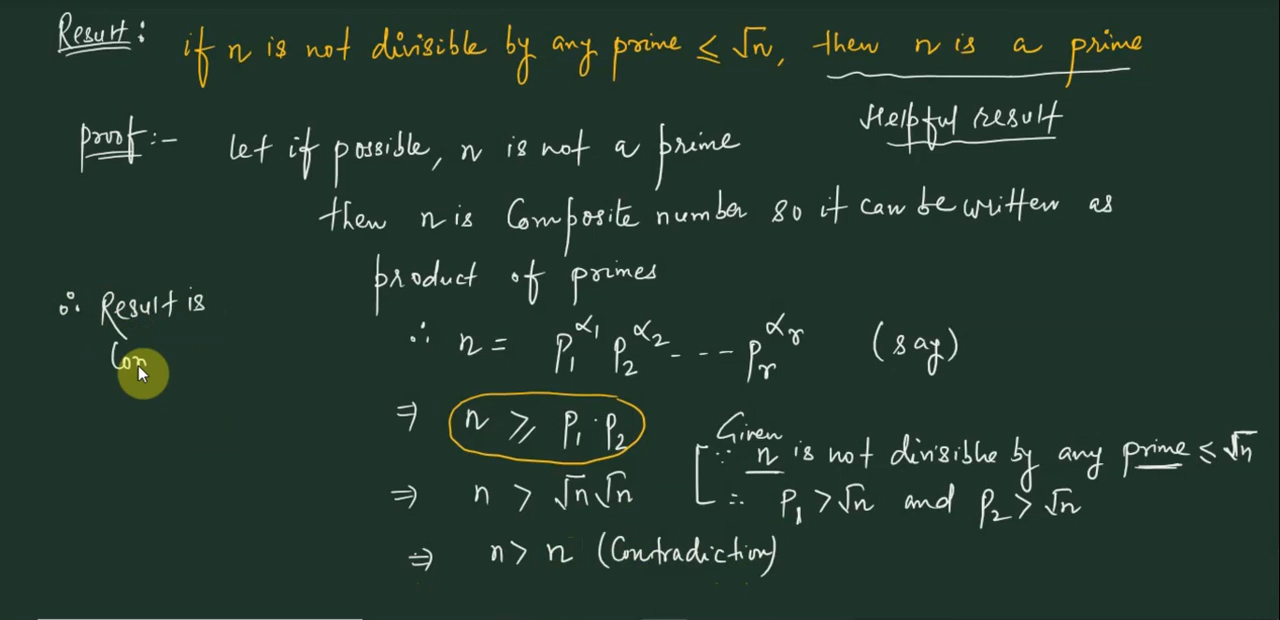 Result: if n is not divisible by any prime ≤ √n, then n is a prime
Helpful result
Proof:- let if possible, n is not a prime
then n is Composite number so it can be written as
product of primes
∴ n = P₁^α₁ P₂^α₂ ---- Pᵣ^αᵣ (say)
⇒ n ≥ P₁·P₂
⇒ n > √n √n
⇒ n > n (Contradiction)
Given
[∵ n is not divisible by any prime ≤ √n
∴ P₁ > √n and P₂ > √n
∴ Result is
Con